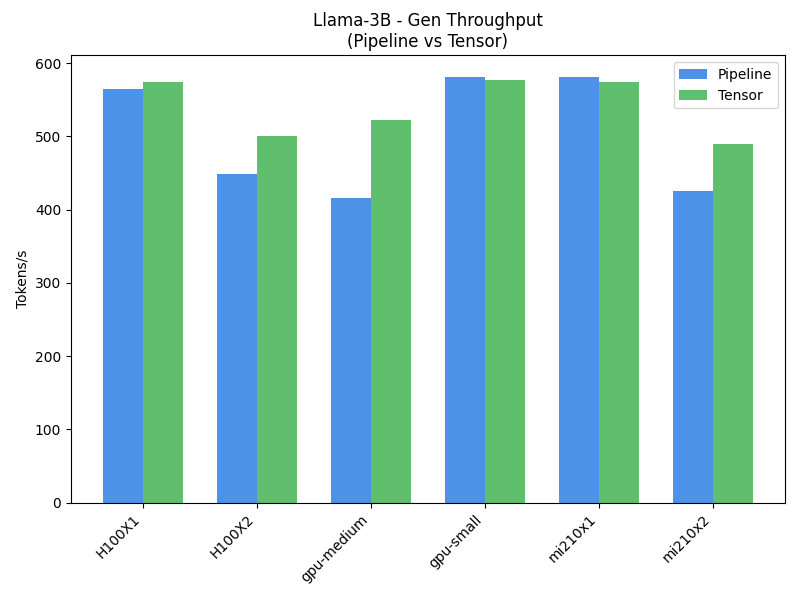 Llama-3B - Gen Throughput
(Pipeline vs Tensor)
Pipeline
Tensor
Tokens/s
600
500
400
300
200
100
0
H100X1
H100X2
gpu-medium
gpu-small
mi210x1
mi210x2